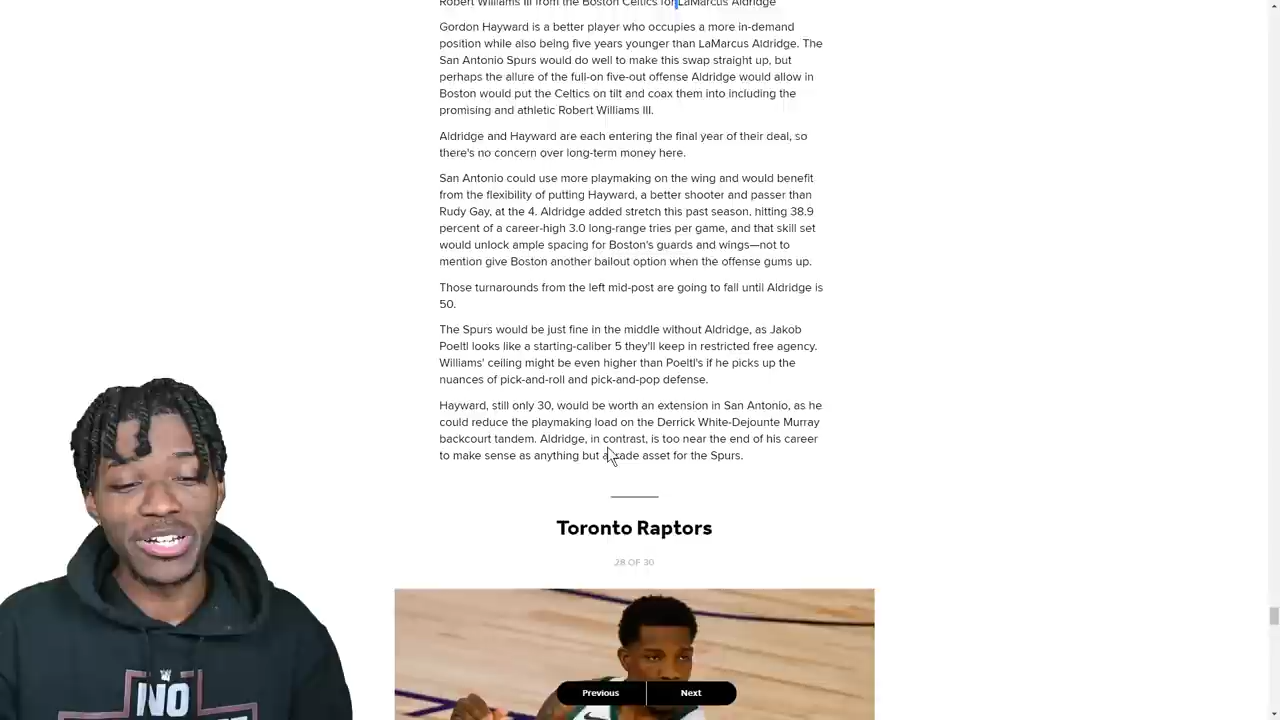 Robert Williams III from the Boston Celtics for LaMarcus Aldridge
Gordon Hayward is a better player who occupies a more in-demand
position while also being five years younger than LaMarcus Aldridge. The
San Antonio Spurs would do well to make this swap straight up, but
perhaps the allure of the full-on five-out offense Aldridge would allow in
Boston would put the Celtics on tilt and coax them into including the
promising and athletic Robert Williams III.
Aldridge and Hayward are each entering the final year of their deal, so
there's no concern over long-term money here.
San Antonio could use more playmaking on the wing and would benefit
from the flexibility of putting Hayward, a better shooter and passer than
Rudy Gay, at the 4. Aldridge added stretch this past season, hitting 38.9
percent of a career-high 3.0 long-range tries per game, and that skill set
would unlock ample spacing for Boston's guards and wings—not to
mention give Boston another bailout option when the offense gums up.
Those turnarounds from the left mid-post are going to fall until Aldridge is
50.
The Spurs would be just fine in the middle without Aldridge, as Jakob
Poeltl looks like a starting-caliber 5 they'll keep in restricted free agency.
Williams' ceiling might be even higher than Poeltl's if he picks up the
nuances of pick-and-roll and pick-and-pop defense.
Hayward, still only 30, would be worth an extension in San Antonio, as he
could reduce the playmaking load on the Derrick White-Dejounte Murray
backcourt tandem. Aldridge, in contrast, is too near the end of his career
to make sense as anything but a trade asset for the Spurs.
Toronto Raptors
28 OF 30
Previous
Next
NO